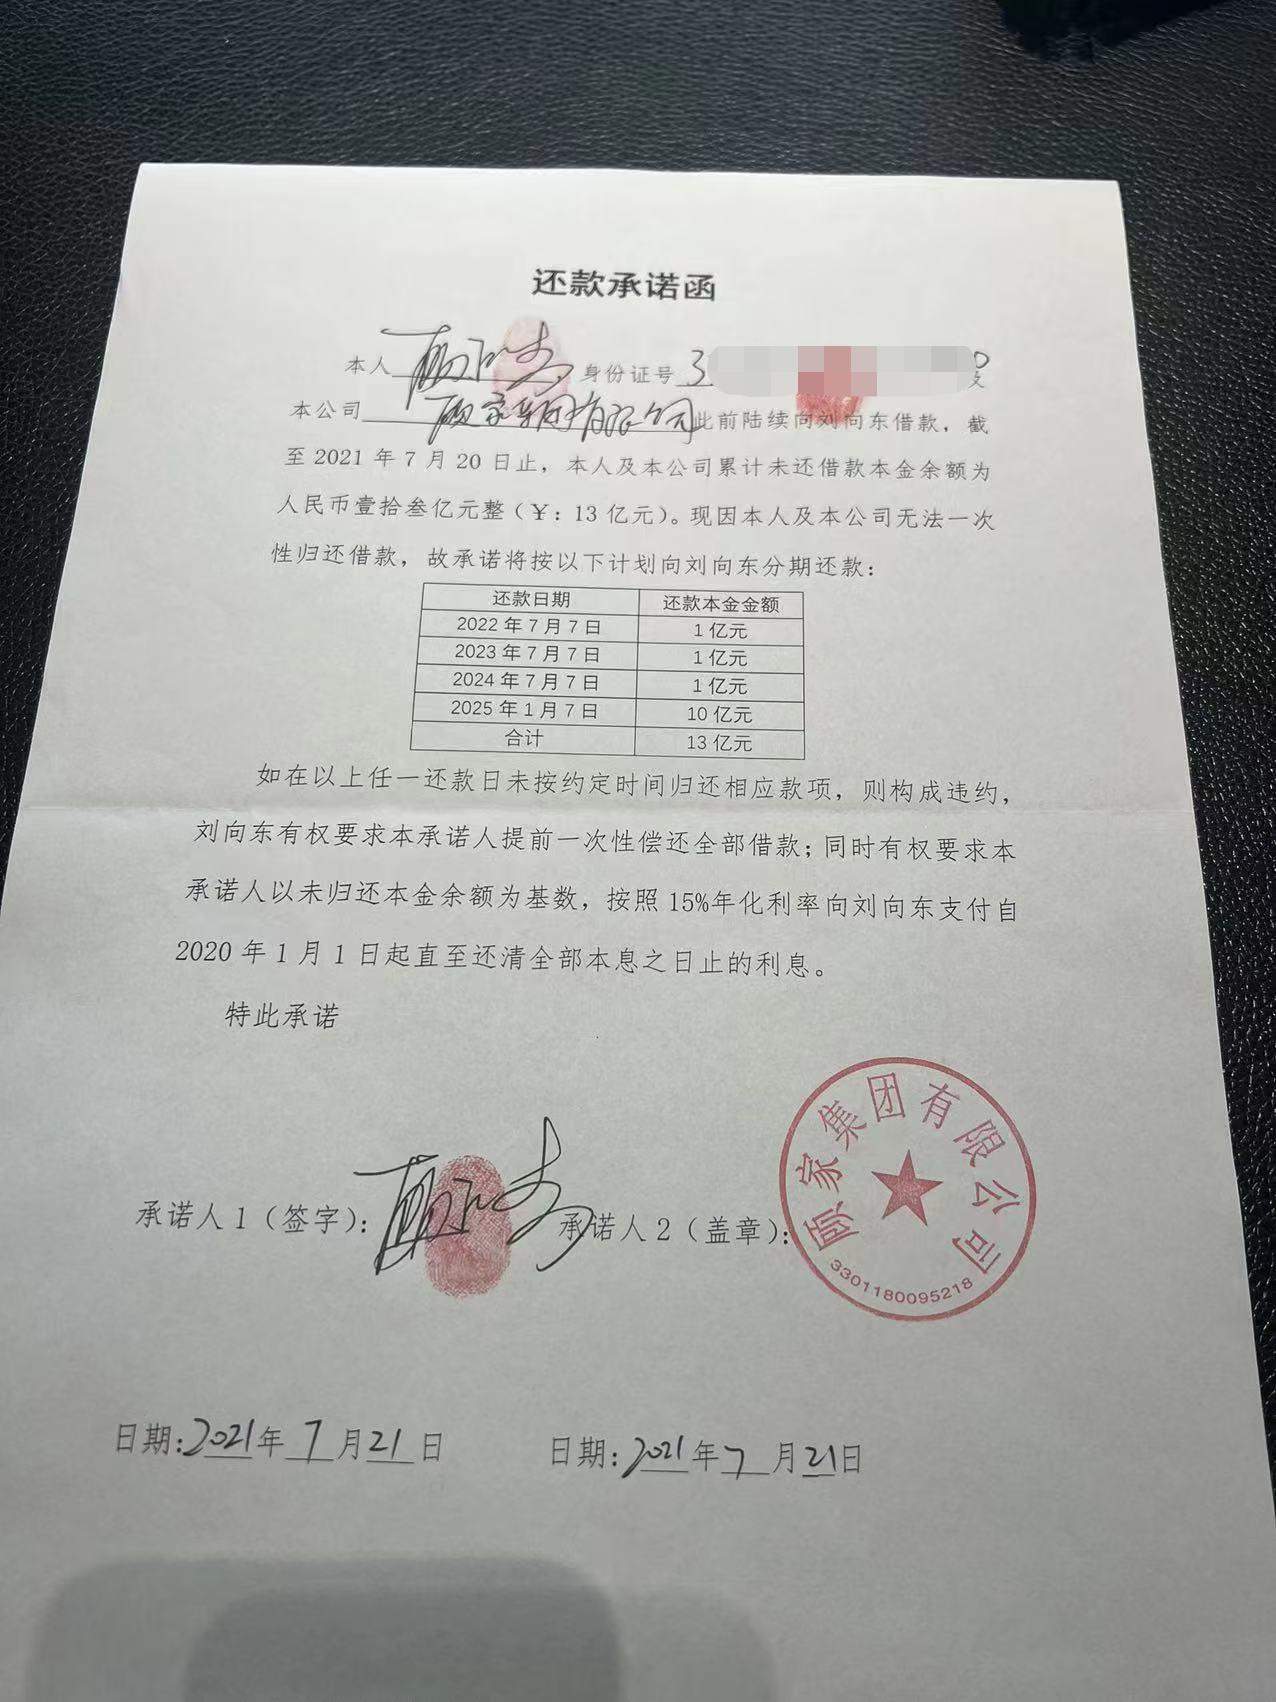 还款承诺函
本人 身份证号 3 0 及
本公司 顾家集团有限公司 此前陆续向刘向东借款，截
至 2021 年 7 月 20 日止，本人及本公司累计未还借款本金余额为
人民币壹拾叁亿元整（¥：13 亿元）。现因本人及本公司无法一次
性归还借款，故承诺将按以下计划向刘向东分期还款：
还款日期 还款本金金额
2022 年 7 月 7 日 1 亿元
2023 年 7 月 7 日 1 亿元
2024 年 7 月 7 日 1 亿元
2025 年 1 月 7 日 10 亿元
合计 13 亿元
如在以上任一还款日未按约定时间归还相应款项，则构成违约，
刘向东有权要求本承诺人提前一次性偿还全部借款；同时有权要求本
承诺人以未归还本金余额为基数，按照 15%年化利率向刘向东支付自
2020 年 1 月 1 日起直至还清全部本息之日止的利息。
特此承诺
承诺人 1（签字）： 承诺人 2（盖章）：
顾家集团有限公司
3301180095218
日期：2021 年 7 月 21 日 日期：2021 年 7 月 21 日